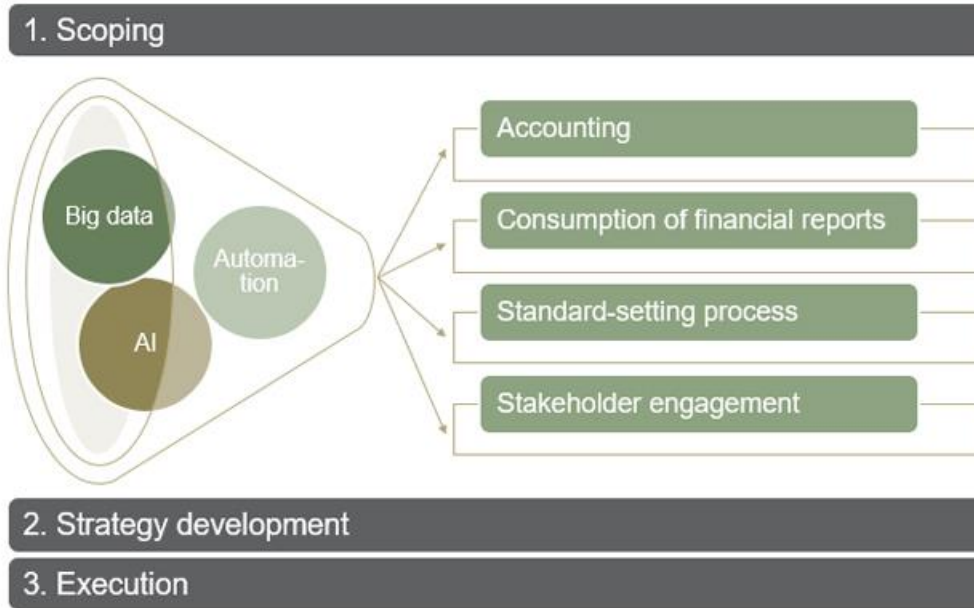 1. Scoping
Big data
Automa-
tion
AI
Accounting
Consumption of financial reports
Standard-setting process
Stakeholder engagement
2. Strategy development
3. Execution